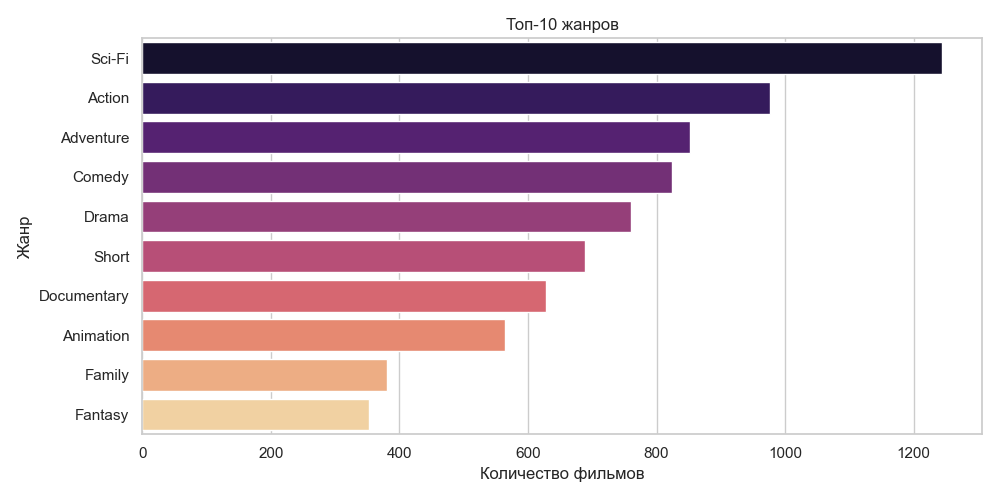 Топ-10 жанров
Жанр
Sci-Fi
Action
Adventure
Comedy
Drama
Short
Documentary
Animation
Family
Fantasy
0 200 400 600 800 1000 1200
Количество фильмов